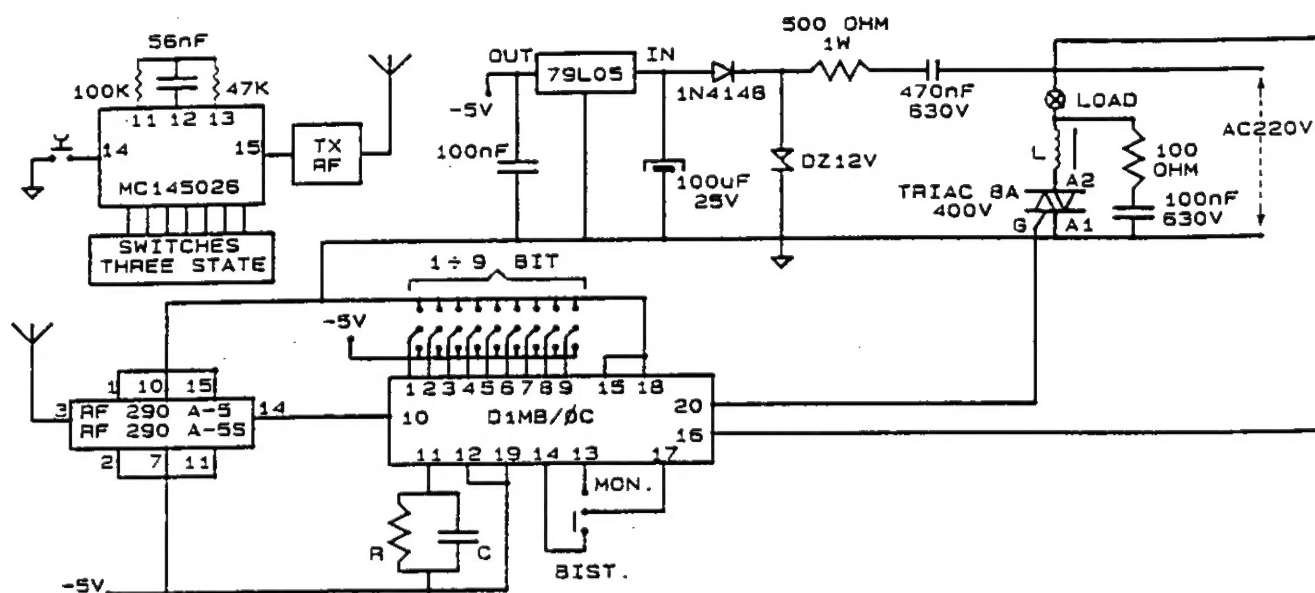 56nF
100K
47K
11 12 13
14
15
MC145026
TX
RF
SWITCHES
THREE STATE
OUT
79L05
IN
-5V
100nF
1N4148
100uF
25V
DZ12V
500 OHM
1W
470nF
630V
LOAD
L
100
OHM
100nF
630V
TRIAC 8A
400V
A2
G
A1
AC220V
1÷9 BIT
-5V
1 10 15
3
RF 290 A-5
RF 290 A-5S
14
2 7 11
1 2 3 4 5 6 7 8 9 15 18
10
D1MB/ØC
20
16
11 12 19 14 13 17
MON.
R
C
BIST.
-5V